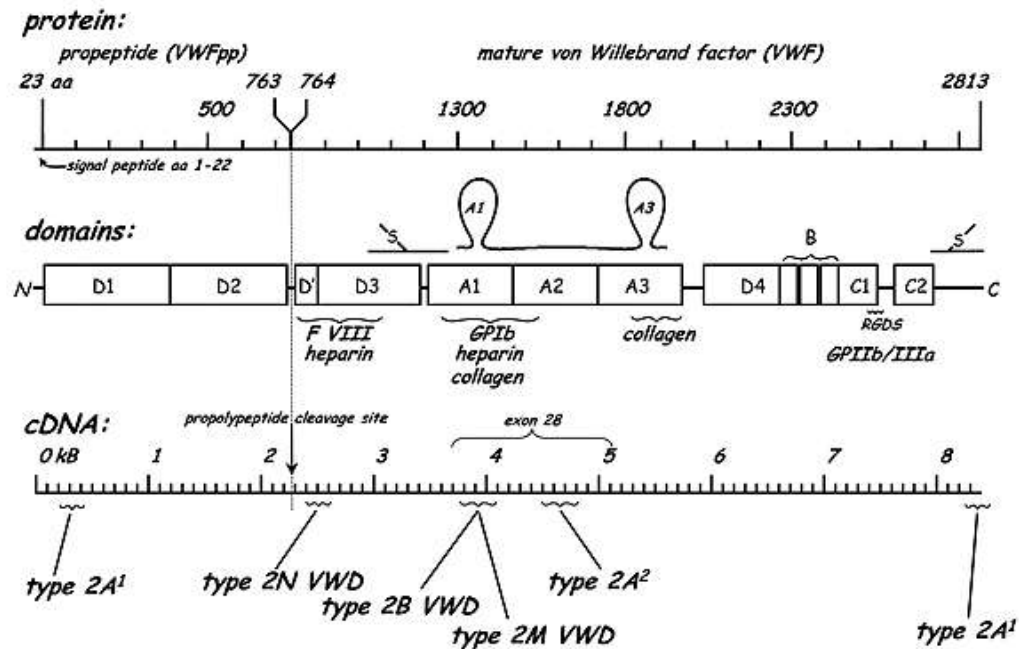 protein:
propeptide (VWFpp) mature von Willebrand factor (VWF)
23 aa 763 764 2813
500 1300 1800 2300
signal peptide aa 1-22
A1 A3
domains:
S S
B
N D1 D2 D' D3 A1 A2 A3 D4 C1 C2 C
F VIII GPIb collagen RGDS
heparin heparin GPIIb/IIIa
collagen
propolypeptide cleavage site exon 28
cDNA:
0 kB 1 2 3 4 5 6 7 8
type 2A¹ type 2N VWD type 2A² type 2A¹
type 2B VWD
type 2M VWD